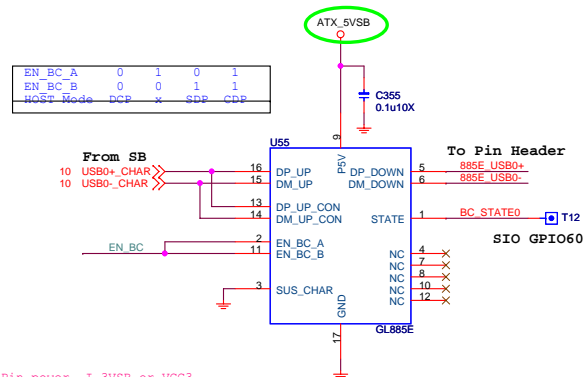 ATX_5VSB
EN_BC_A 0 1 0 1
EN_BC_B 0 0 1 1
HOST Mode DCP x SDP CDP
C355
0.1u10X
U55
9
P5V
From SB
10 USB0+_CHAR
10 USB0-_CHAR
16 DP_UP
15 DM_UP
13 DP_UP_CON
14 DM_UP_CON
EN_BC
2 EN_BC_A
11 EN_BC_B
3 SUS_CHAR
To Pin Header
DP_DOWN 5 885E_USB0+
DM_DOWN 6 885E_USB0-
STATE 1 BC_STATE0 T12
SIO GPIO60
NC 4
NC 7
NC 8
NC 10
NC 12
GND
17
GL885E